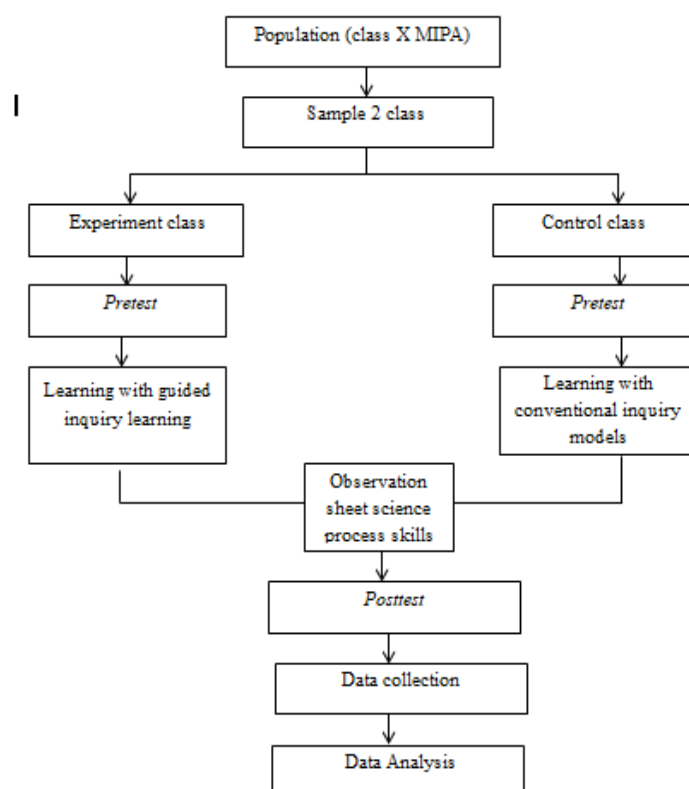 Population (class X MIPA)
I
Sample 2 class
Experiment class
Control class
Pretest
Pretest
Learning with guided
inquiry learning
Learning with
conventional inquiry
models
Observation
sheet science
process skills
Posttest
Data collection
Data Analysis